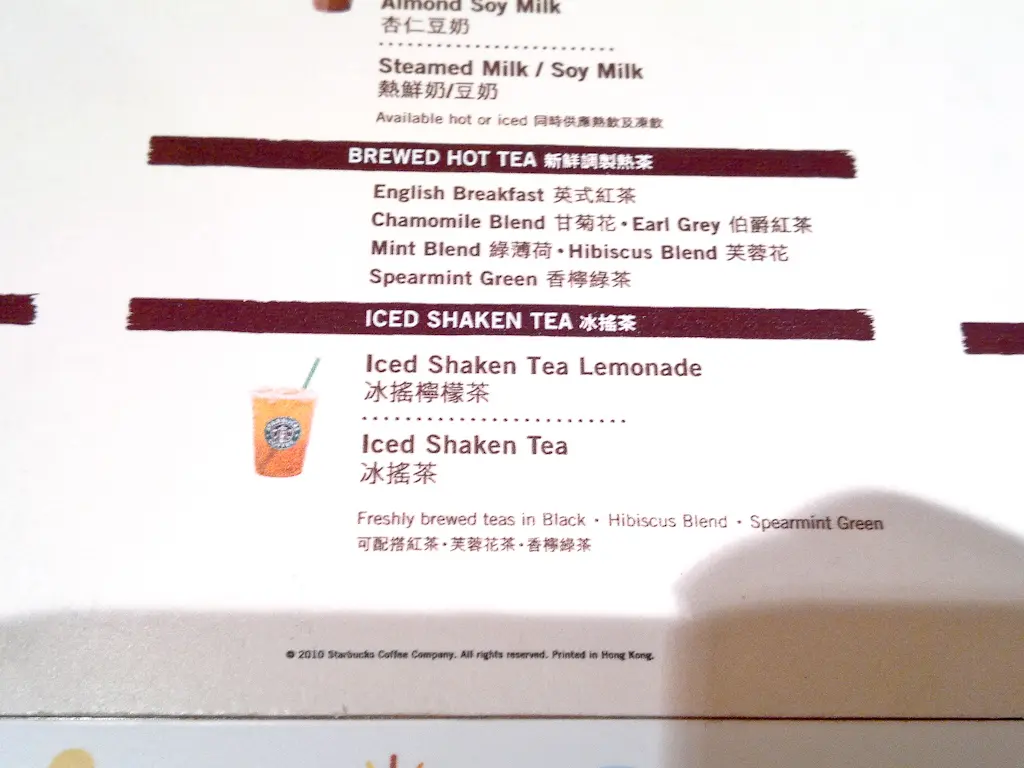 Almond Soy Milk
杏仁豆奶
Steamed Milk / Soy Milk
熱鮮奶/豆奶
Available hot or iced 同時供應熱飲及凍飲
BREWED HOT TEA 新鮮調製熱茶
English Breakfast 英式紅茶
Chamomile Blend 甘菊花・Earl Grey 伯爵紅茶
Mint Blend 綠薄荷・Hibiscus Blend 芙蓉花
Spearmint Green 香檸綠茶
ICED SHAKEN TEA 冰搖茶
Iced Shaken Tea Lemonade
冰搖檸檬茶
Iced Shaken Tea
冰搖茶
Freshly brewed teas in Black・Hibiscus Blend・Spearmint Green
可配搭紅茶・芙蓉花茶・香檸綠茶
© 2010 Starbucks Coffee Company. All rights reserved. Printed in Hong Kong.